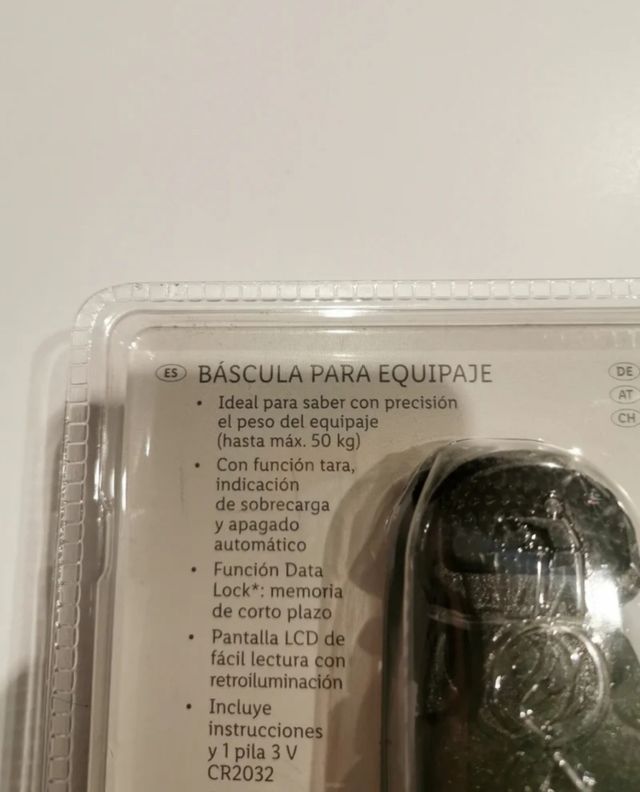 ES BÁSCULA PARA EQUIPAJE
• Ideal para saber con precisión
el peso del equipaje
(hasta máx. 50 kg)
• Con función tara,
indicación
de sobrecarga
y apagado
automático
• Función Data
Lock*: memoria
de corto plazo
• Pantalla LCD de
fácil lectura con
retroiluminación
• Incluye
instrucciones
y 1 pila 3 V
CR2032
DE
AT
CH